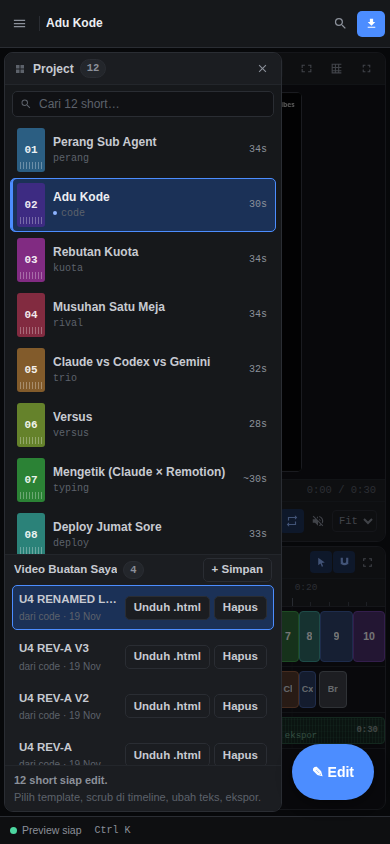 Adu Kode
Project 12
Cari 12 short…
01 Perang Sub Agent 34s
perang
02 Adu Kode 30s
code
03 Rebutan Kuota 34s
kuota
04 Musuhan Satu Meja 34s
rival
05 Claude vs Codex vs Gemini 32s
trio
06 Versus 28s
versus
07 Mengetik (Claude × Remotion) ~30s
typing
08 Deploy Jumat Sore 33s
deploy
0:00 / 0:30
Fit
0:20
7 8 9 10
Cl Cx Br
0:30
ekspor
Video Buatan Saya 4 + Simpan
U4 RENAMED L… Unduh .html Hapus
dari code · 19 Nov
U4 REV-A V3 Unduh .html Hapus
dari code · 19 Nov
U4 REV-A V2 Unduh .html Hapus
dari code · 19 Nov
U4 REV-A Unduh .html Hapus
dari code · 19 Nov
12 short siap edit.
Pilih template, scrub di timeline, ubah teks, ekspor.
✎ Edit
Preview siap Ctrl K